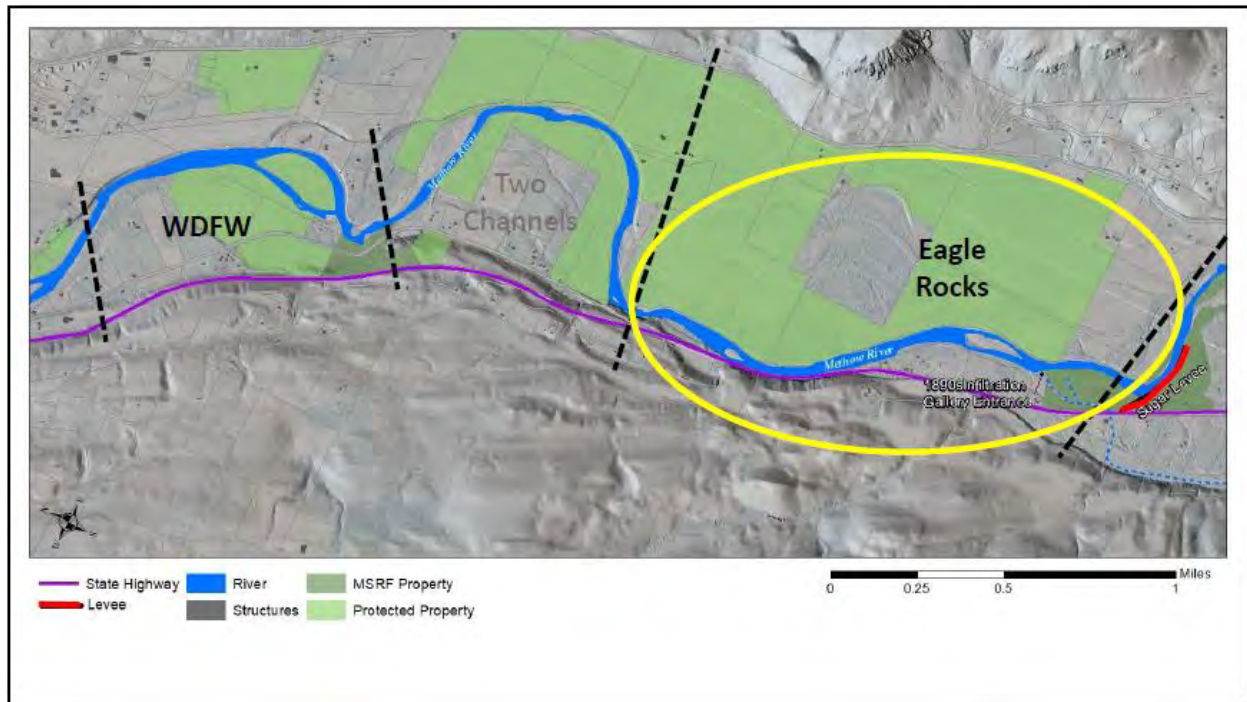 Methow River
Two
Channels
WDFW
Eagle
Rocks
Methow River
1890s Infiltration
Gallery Entrance
Sugar Levee
State Highway
River
MSRF Property
Levee
Structures
Protected Property
Miles
0
0.25
0.5
1